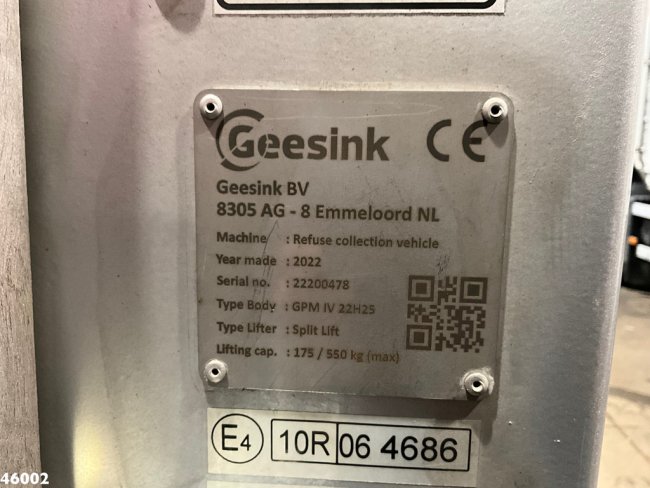 Geesink CE
Geesink BV
8305 AG - 8 Emmeloord NL
Machine : Refuse collection vehicle
Year made : 2022
Serial no. : 22200478
Type Body : GPM IV 22H25
Type Lifter : Split Lift
Lifting cap. : 175 / 550 kg (max)
E4 10R 06 4686
46002